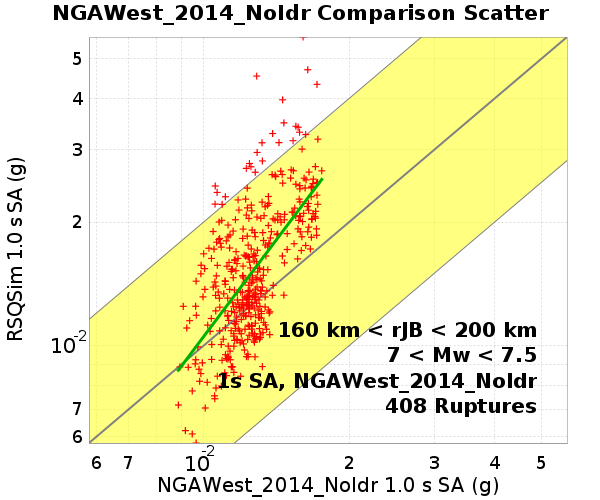 NGAWest_2014_NoIdr Comparison Scatter
RSQSim 1.0 s SA (g)
5
4
3
2
10-2
7
6
160 km < rJB < 200 km
7 < Mw < 7.5
1s SA, NGAWest_2014_NoIdr
408 Ruptures
6 7 10-2 2 3 4 5
NGAWest_2014_NoIdr 1.0 s SA (g)